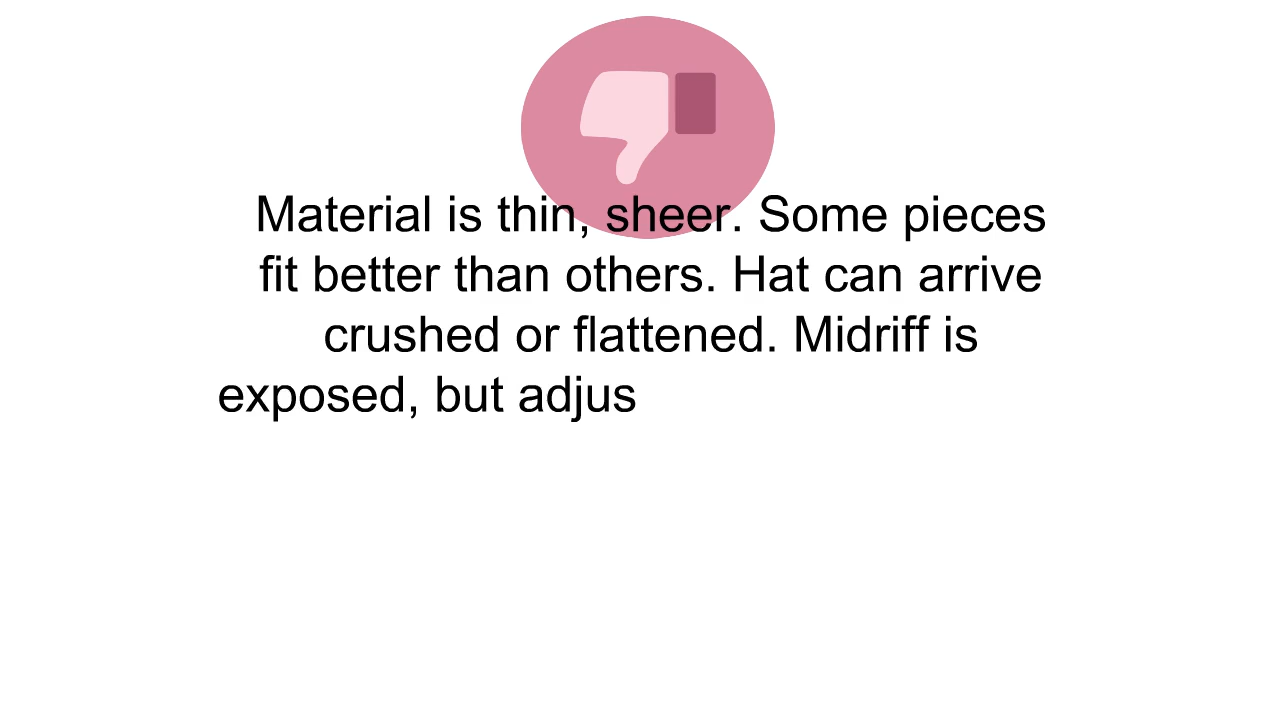 Material is thin, sheer. Some pieces
fit better than others. Hat can arrive
crushed or flattened. Midriff is
exposed, but adjus